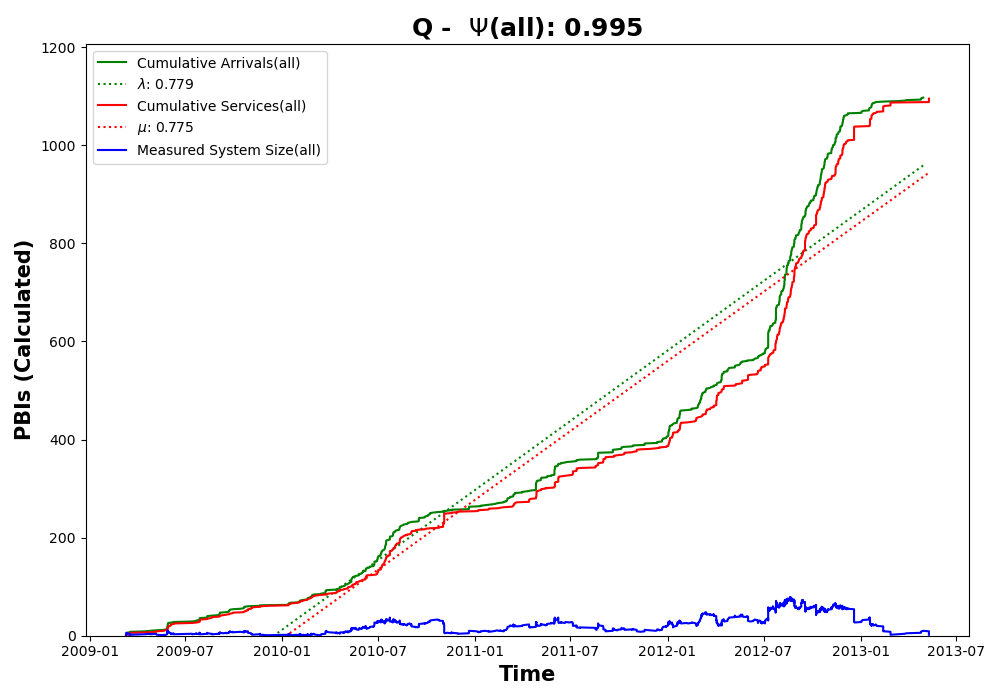 Q -  Ψ(all): 0.995
1200
1000
800
600
400
200
0
PBIs (Calculated)
Cumulative Arrivals(all)
λ: 0.779
Cumulative Services(all)
μ: 0.775
Measured System Size(all)
2009-01 2009-07 2010-01 2010-07 2011-01 2011-07 2012-01 2012-07 2013-01 2013-07
Time